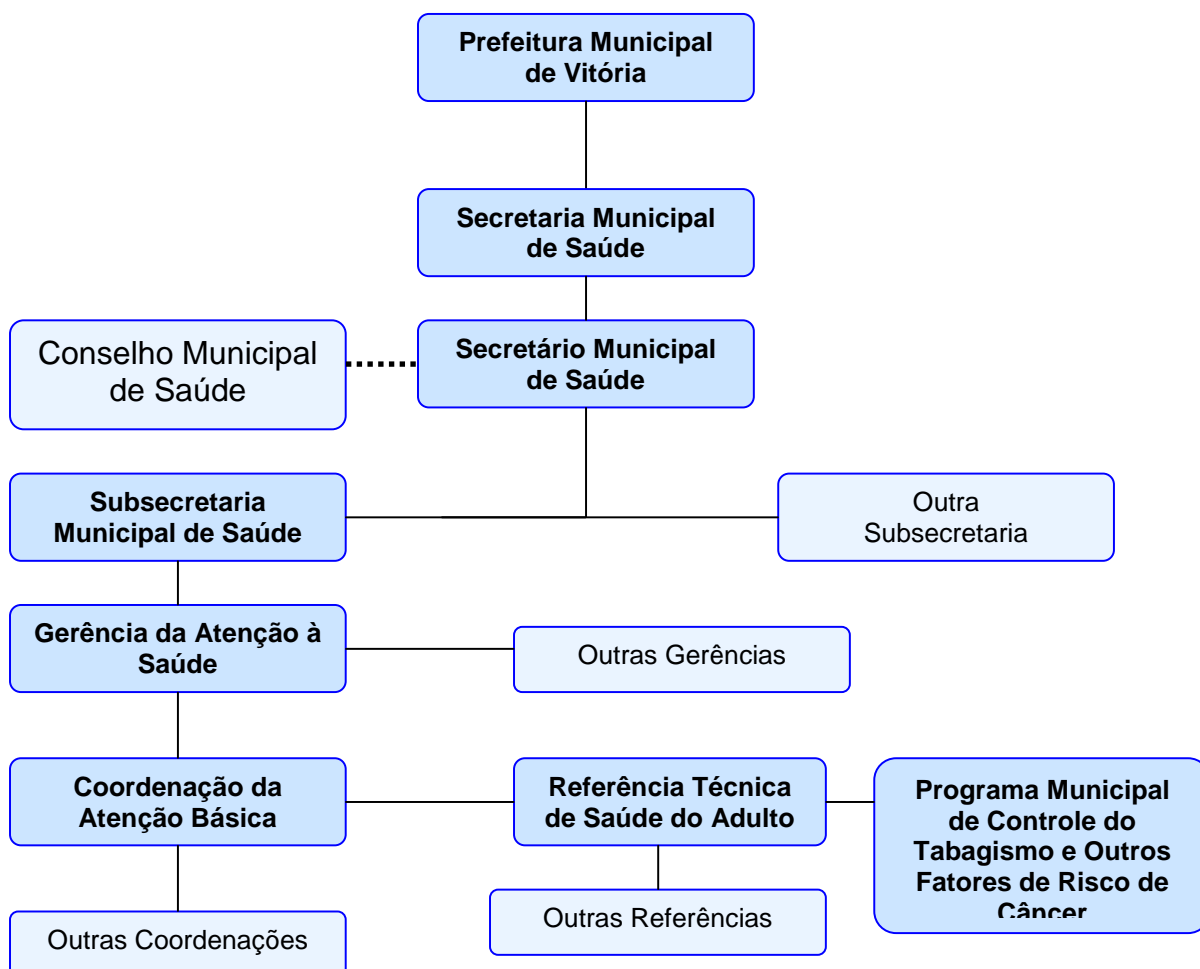 Prefeitura Municipal
de Vitória
Secretaria Municipal
de Saúde
Conselho Municipal
de Saúde
Secretário Municipal
de Saúde
Subsecretaria
Municipal de Saúde
Outra
Subsecretaria
Gerência da Atenção à
Saúde
Outras Gerências
Coordenação da
Atenção Básica
Referência Técnica
de Saúde do Adulto
Programa Municipal
de Controle do
Tabagismo e Outros
Fatores de Risco de
Câncer
Outras Referências
Outras Coordenações